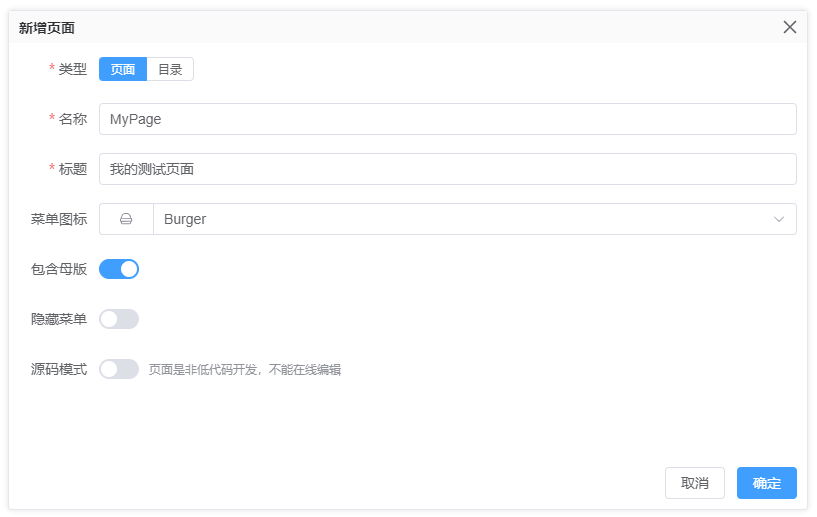 新增页面
* 类型 页面 目录
* 名称 MyPage
* 标题 我的测试页面
菜单图标 Burger
包含母版
隐藏菜单
源码模式 页面是非低代码开发，不能在线编辑
取消 确定